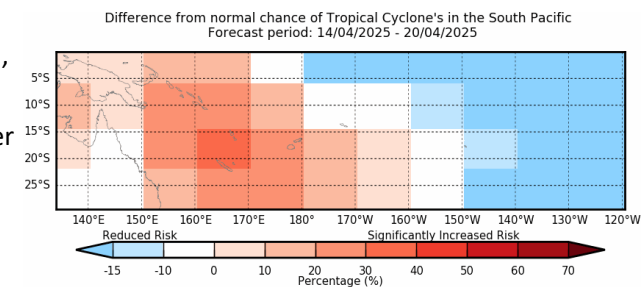 Difference from normal chance of Tropical Cyclone's in the South Pacific
Forecast period: 14/04/2025 - 20/04/2025
5°S
10°S
15°S
20°S
25°S
140°E 150°E 160°E 170°E 180° 170°W 160°W 150°W 140°W 130°W 120°W
Reduced Risk Significantly Increased Risk
-15 -10 0 10 20 30 40 50 60 70
Percentage (%)